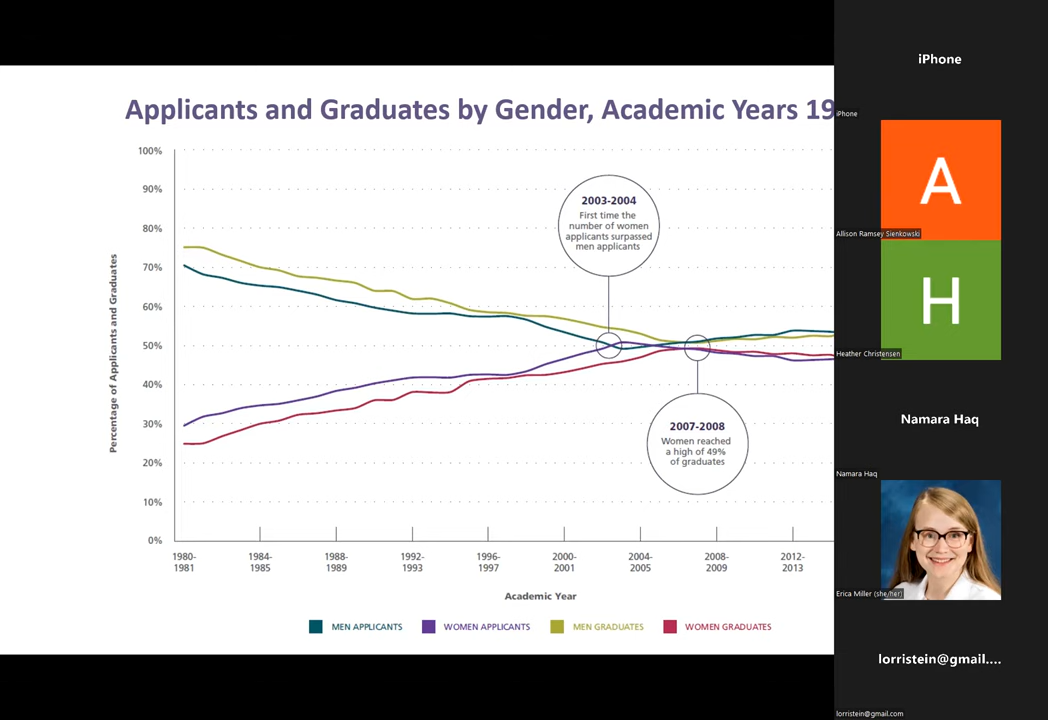 Applicants and Graduates by Gender, Academic Years 19
100%
90%
80%
70%
60%
50%
40%
30%
20%
10%
0%
Percentage of Applicants and Graduates
2003-2004
First time the
number of women
applicants surpassed
men applicants
2007-2008
Women reached
a high of 49%
of graduates
1980-
1981
1984-
1985
1988-
1989
1992-
1993
1996-
1997
2000-
2001
2004-
2005
2008-
2009
2012-
2013
Academic Year
MEN APPLICANTS
WOMEN APPLICANTS
MEN GRADUATES
WOMEN GRADUATES
iPhone
iPhone
A
Allison Ramsey Sienkowski
H
Heather Christensen
Namara Haq
Namara Haq
Erica Miller (she/her)
lorristein@gmail....
lorristein@gmail.com